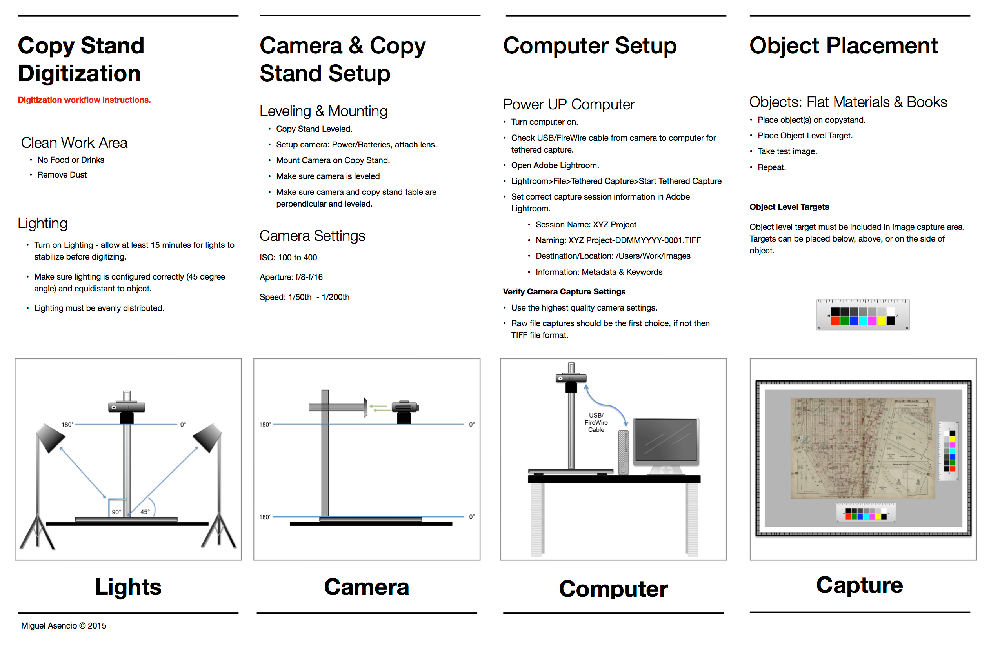 Copy Stand
Digitization
Digitization workflow instructions.
Clean Work Area
• No Food or Drinks
• Remove Dust
Lighting
• Turn on Lighting - allow at least 15 minutes for lights to
stabilize before digitizing.
• Make sure lighting is configured correctly (45 degree
angle) and equidistant to object.
• Lighting must be evenly distributed.
180°
0°
90°
45°
Lights
Miguel Asencio © 2015
Camera & Copy
Stand Setup
Leveling & Mounting
• Copy Stand Leveled.
• Setup camera: Power/Batteries, attach lens.
• Mount Camera on Copy Stand.
• Make sure camera is leveled
• Make sure camera and copy stand table are
perpendicular and leveled.
Camera Settings
ISO: 100 to 400
Aperture: f/8-f/16
Speed: 1/50th - 1/200th
180°
0°
180°
0°
Camera
Computer Setup
Power UP Computer
• Turn computer on.
• Check USB/FireWire cable from camera to computer for
tethered capture.
• Open Adobe Lightroom.
• Lightroom>File>Tethered Capture>Start Tethered Capture
• Set correct capture session information in Adobe
Lightroom.
• Session Name: XYZ Project
• Naming: XYZ Project-DDMMYYYY-0001.TIFF
• Destination/Location: /Users/Work/Images
• Information: Metadata & Keywords
Verify Camera Capture Settings
• Use the highest quality camera settings.
• Raw file captures should be the first choice, if not then
TIFF file format.
USB/
FireWire
Cable
Computer
Object Placement
Objects: Flat Materials & Books
• Place object(s) on copystand.
• Place Object Level Target.
• Take test image.
• Repeat.
Object Level Targets
Object level target must be included in image capture area.
Targets can be placed below, above, or on the side of
object.
M
A
MIAMI BEACH A
Capture